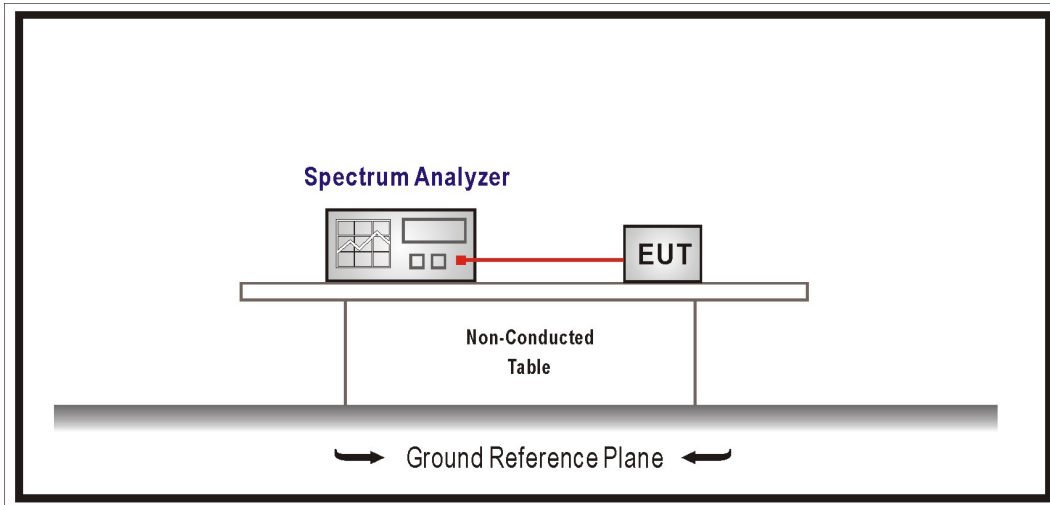 Spectrum Analyzer
EUT
Non-Conducted
Table
Ground Reference Plane